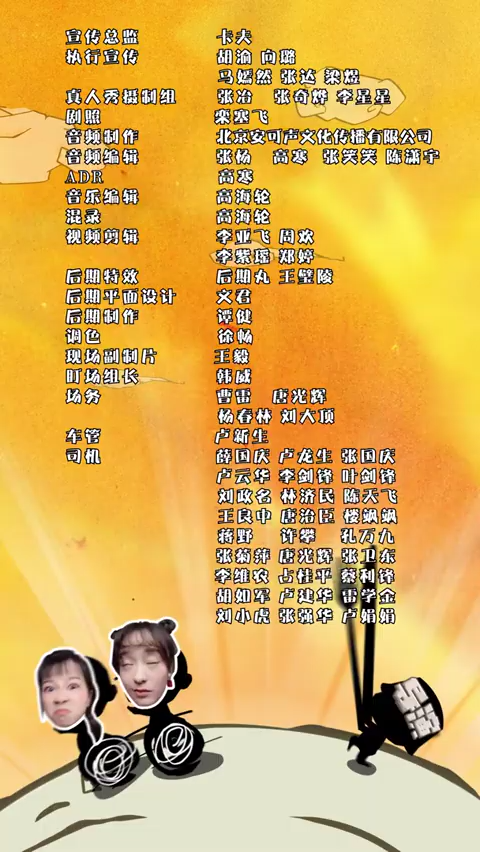 宣传总监 卡夫
执行宣传 胡渝 向璐
马嫣然 张达 梁煜
真人秀摄制组 张冶 张奇烨 李星星
剧照 栾塞飞
音频制作 北京安可声文化传播有限公司
音频编辑 张杨 高寒 张笑笑 陈潇宇
ADR 高寒
音乐编辑 高海轮
混录 高海轮
视频剪辑 李亚飞 周欢
李紫瑶 郑婷
后期特效 后期丸 王璧陵
后期平面设计 文君
后期制作 谭健
调色 徐畅
现场副制片 王毅
盯场组长 韩威
场务 曹雷 唐光辉
杨春林 刘大顶
车管 卢新生
司机 薛国庆 卢龙生 张国庆
卢云华 李剑锋 叶剑锋
刘政名 林济民 陈天飞
王良中 唐治臣 楼飒飒
蒋野 许攀 孔万九
张菊萍 唐光辉 张卫东
李维农 占桂平 蔡利锋
胡如军 卢建华 雷学金
刘小虎 张强华 卢娟娟